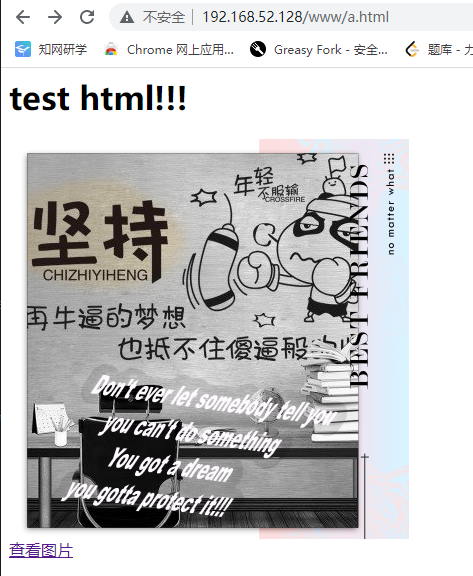 不安全
192.168.52.128/www/a.html
知网研学
Chrome 网上应用...
Greasy Fork - 安全...
题库 - 力
test html!!!
年轻
不服输
CROSSFIRE
坚持
CHIZHIYIHENG
再牛逼的梦想
也抵不住傻逼般
Don't ever let somebody tell you
you can't do something
You got a dream
you gotta protect it!!!
BEST FRIENDS
no matter what
查看图片